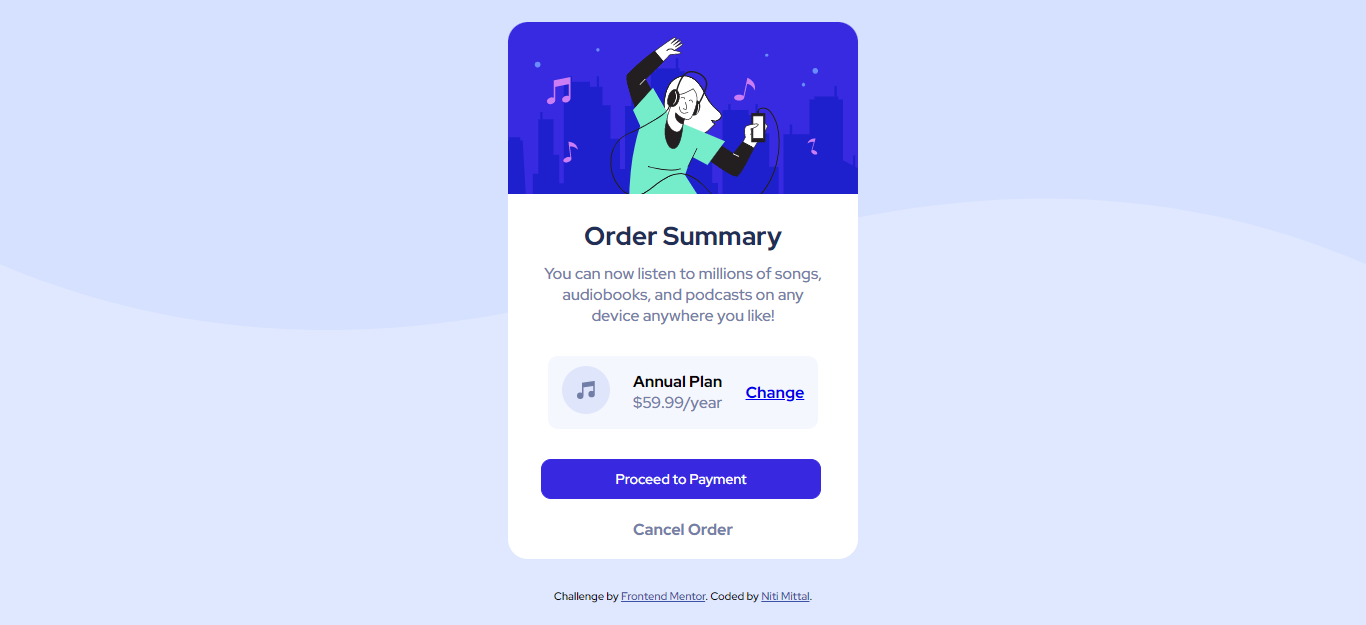 Order Summary
You can now listen to millions of songs,
audiobooks, and podcasts on any
device anywhere you like!
Annual Plan
$59.99/year
Change
Proceed to Payment
Cancel Order
Challenge by Frontend Mentor. Coded by Niti Mittal.